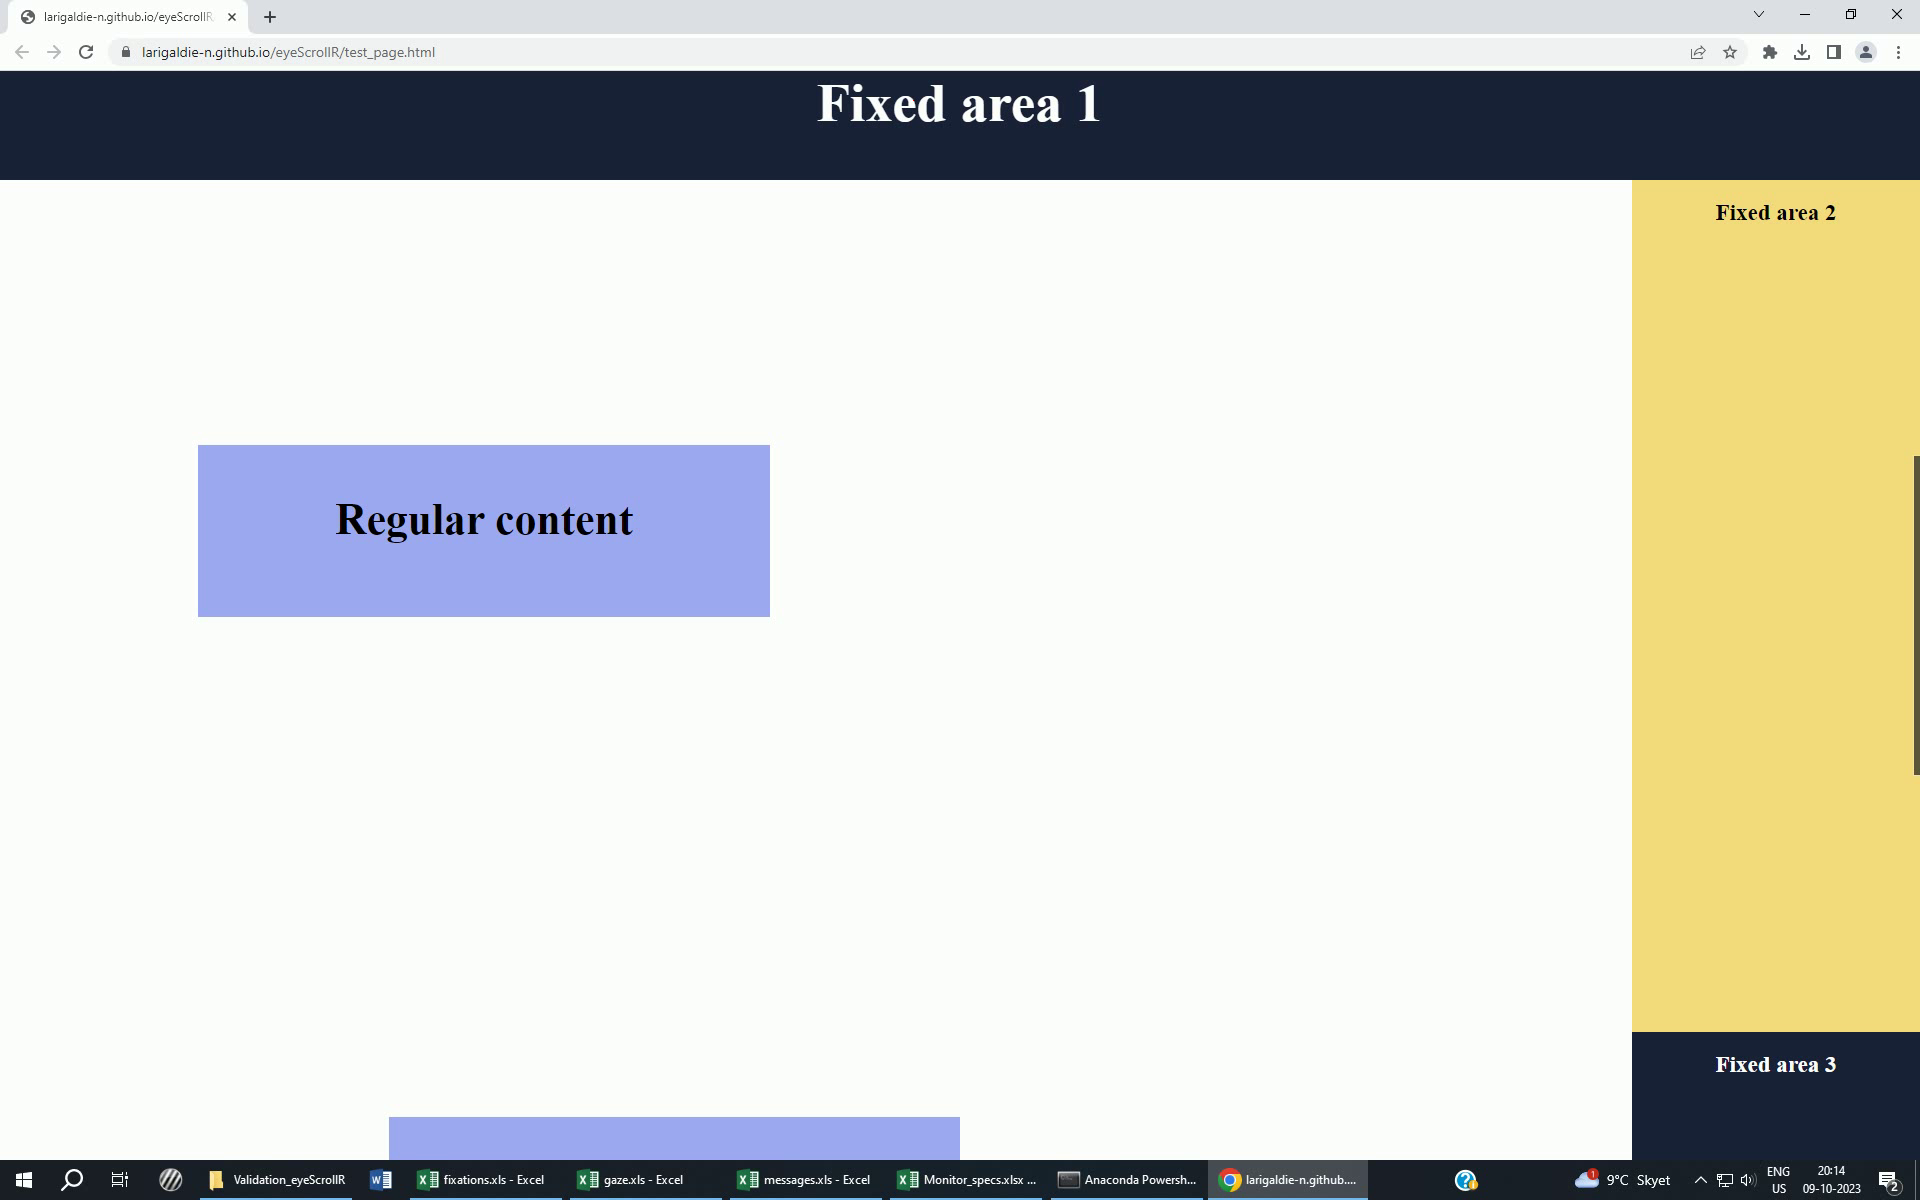 larigaldie-n.github.io/eyeScrollR
larigaldie-n.github.io/eyeScrollR/test_page.html
Fixed area 1
Fixed area 2
Regular content
Fixed area 3
Validation_eyeScrollR
fixations.xls - Excel
gaze.xls - Excel
messages.xls - Excel
Monitor_specs.xlsx ...
Anaconda Powersh...
larigaldie-n.github....
1
9°C Skyet
ENG
US
20:14
09-10-2023
2